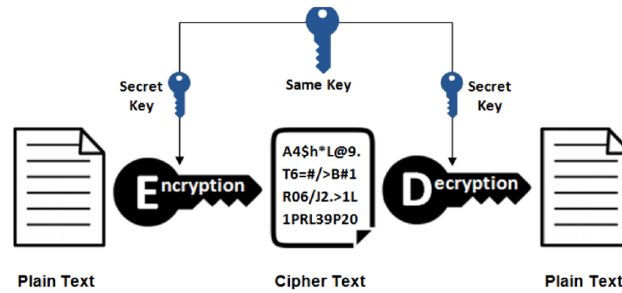 Secret
Key
Same Key
Secret
Key
Encryption
A4$h*L@9.
T6=#/>B#1
R06/J2.>1L
1PRL39P20
Decryption
Plain Text
Cipher Text
Plain Text